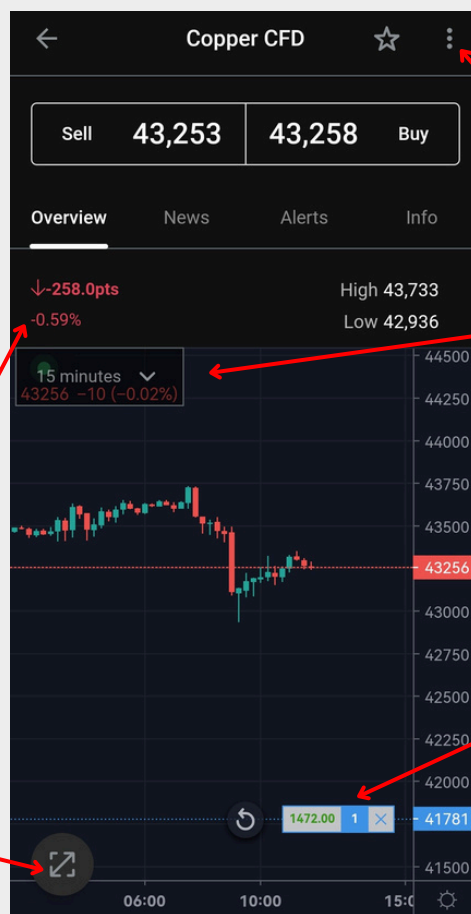 Copper CFD
Sell 43,253 43,258 Buy
Overview News Alerts Info
↓-258.0pts High 43,733
-0.59% Low 42,936
15 minutes
43256 −10 (−0.02%)
44500
44250
44000
43750
43500
43256
43000
42750
42500
42250
42000
1472.00 1 × 41781
41500
06:00 10:00 15:0